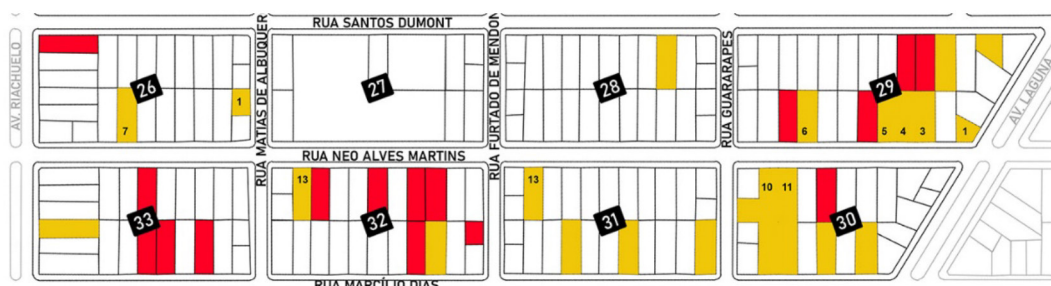 RUA SANTOS DUMONT
AV. RIACHUELO
RUA MATIAS DE ALBUQUER
RUA FURTADO DE MENDON
RUA GUARARAPES
AV. LAGUNA
26
27
28
29
1
7
6
5 4 3
1
RUA NEO ALVES MARTINS
13
13
10 11
33
32
31
30
RUA MARCÍLIO DIAS